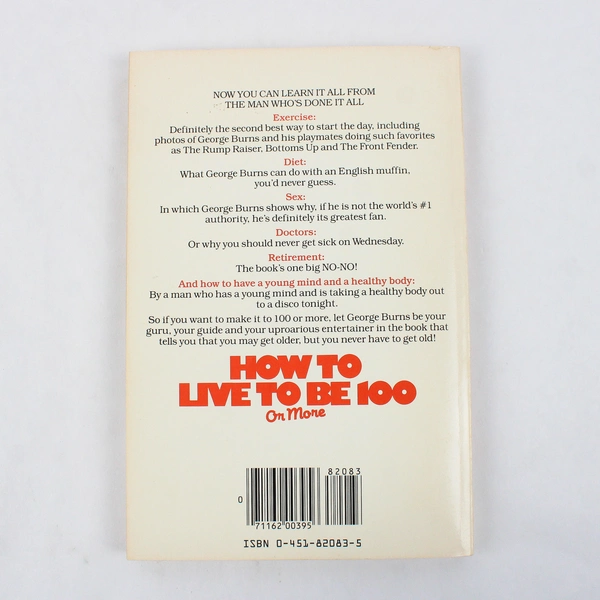 NOW YOU CAN LEARN IT ALL FROM
THE MAN WHO'S DONE IT ALL
Exercise:
Definitely the second best way to start the day, including
photos of George Burns and his playmates doing such favorites
as The Rump Raiser, Bottoms Up and The Front Fender.
Diet:
What George Burns can do with an English muffin,
you'd never guess.
Sex:
In which George Burns shows why, if he is not the world's #1
authority, he's definitely its greatest fan.
Doctors:
Or why you should never get sick on Wednesday.
Retirement:
The book's one big NO-NO!
And how to have a young mind and a healthy body:
By a man who has a young mind and is taking a healthy body out
to a disco tonight.
So if you want to make it to 100 or more, let George Burns be your
guru, your guide and your uproarious entertainer in the book that
tells you that you may get older, but you never have to get old!
HOW TO
LIVE TO BE 100
Or More
82083
0
71162 00395
ISBN 0-451-82083-5